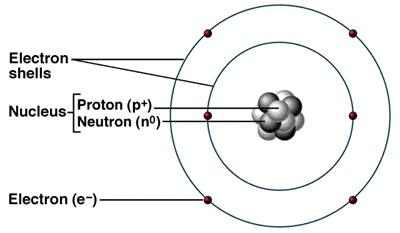 Electron
shells
Nucleus
Proton (p+)
Neutron (n0)
Electron (e–)